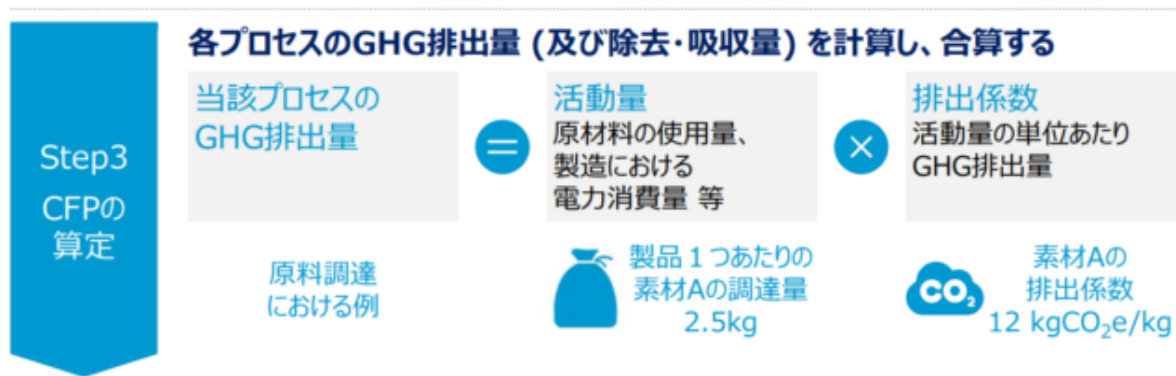 各プロセスのGHG排出量 (及び除去・吸収量) を計算し、合算する
Step3
CFPの
算定
当該プロセスの
GHG排出量
=
活動量
原材料の使用量、
製造における
電力消費量 等
×
排出係数
活動量の単位あたり
GHG排出量
原料調達
における例
製品１つあたりの
素材Aの調達量
2.5kg
CO₂
素材Aの
排出係数
12 kgCO₂e/kg